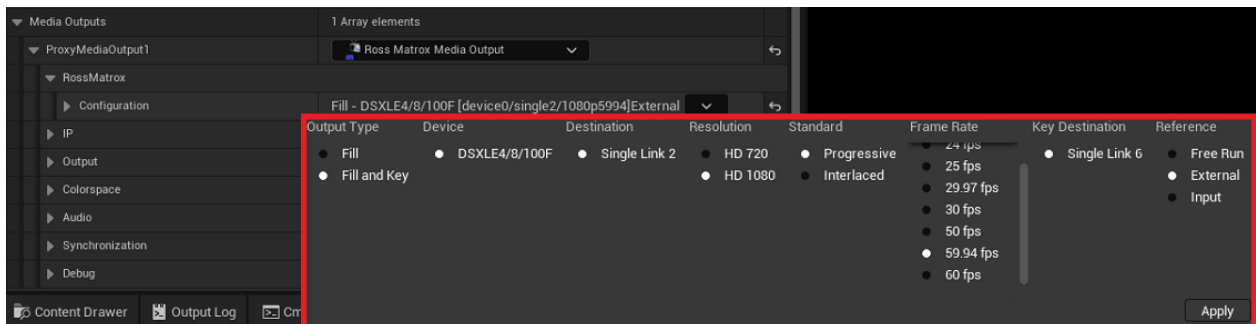 Media Outputs
1 Array elements
ProxyMediaOutput1
Ross Matrox Media Output
RossMatrox
Configuration
Fill - DSXLE4/8/100F [device0/single2/1080p5994]External
IP
Output
Colorspace
Audio
Synchronization
Debug
Output Type
Fill
Fill and Key
Device
DSXLE4/8/100F
Destination
Single Link 2
Resolution
HD 720
HD 1080
Standard
Progressive
Interlaced
Frame Rate
24 fps
25 fps
29.97 fps
30 fps
50 fps
59.94 fps
60 fps
Key Destination
Single Link 6
Reference
Free Run
External
Input
Apply
Content Drawer
Output Log
Cm